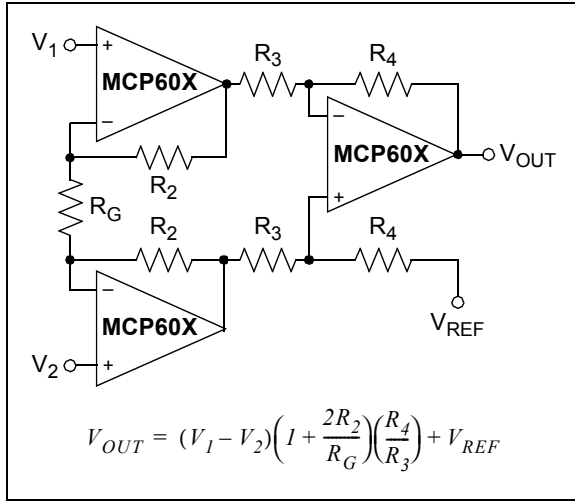 V1
+
MCP60X
–
R3
R4
R2
–
MCP60X
+
VOUT
RG
R2
R3
R4
–
MCP60X
+
V2
VREF
VOUT = (V1 – V2)(1 + 2R2/RG)(R4/R3) + VREF